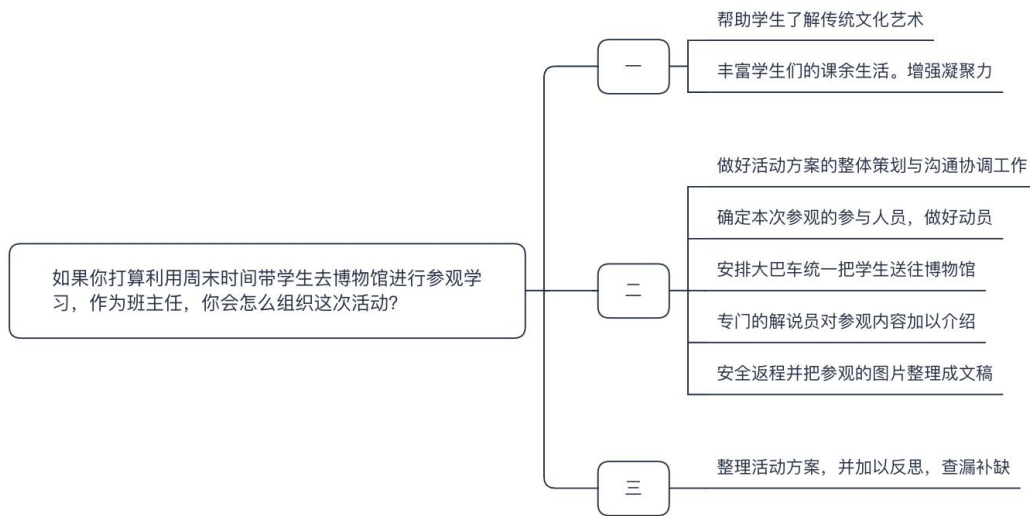 帮助学生了解传统文化艺术
一
丰富学生们的课余生活。增强凝聚力
做好活动方案的整体策划与沟通协调工作
确定本次参观的参与人员，做好动员
如果你打算利用周末时间带学生去博物馆进行参观学
习，作为班主任，你会怎么组织这次活动？
二
安排大巴车统一把学生送往博物馆
专门的解说员对参观内容加以介绍
安全返程并把参观的图片整理成文稿
三
整理活动方案，并加以反思，查漏补缺